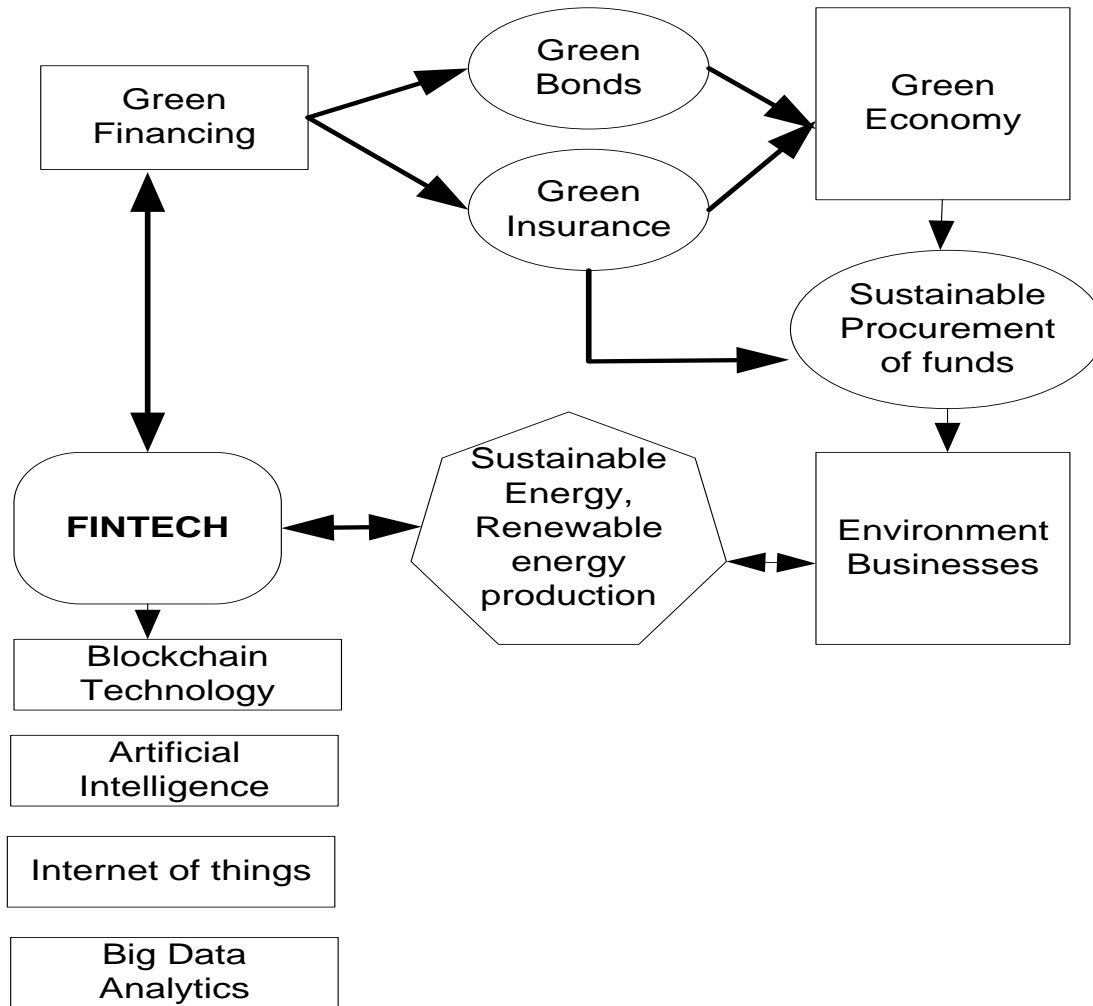 Green
Financing
Green
Bonds
Green
Economy
Green
Insurance
Sustainable
Procurement
of funds
FINTECH
Sustainable
Energy,
Renewable
energy
production
Environment
Businesses
Blockchain
Technology
Artificial
Intelligence
Internet of things
Big Data
Analytics